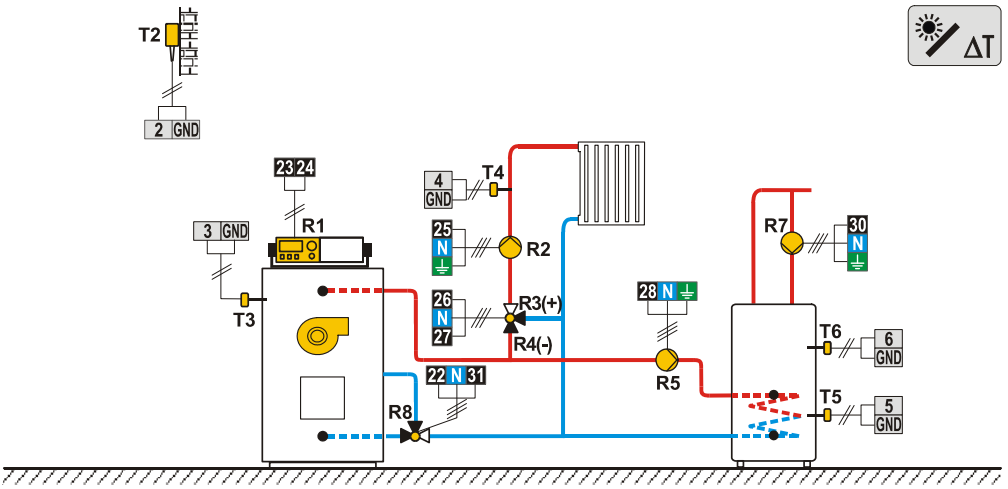 T2
2 GND
ΔT
23 24
R1
3 GND
T3
4
GND
T4
25
N
R2
26
N
27
R3(+)
R4(-)
28 N
R5
R7
30
N
T6
6
GND
T5
5
GND
22 N 31
R8